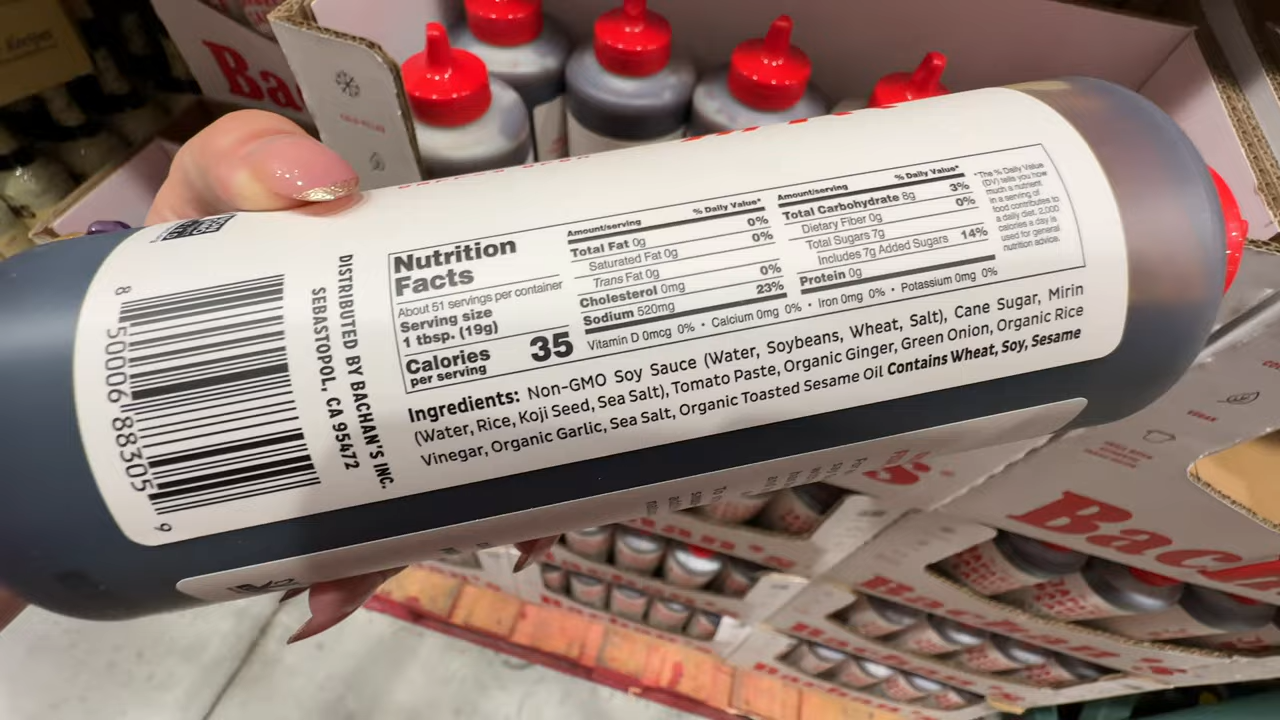 Recipes
Bac
Nutrition
Facts
About 51 servings per container
Serving size
1 tbsp. (19g)
Calories 35
per serving
Amount/serving % Daily Value*
Total Fat 0g 0%
Saturated Fat 0g 0%
Trans Fat 0g
Cholesterol 0mg 0%
Sodium 520mg 23%
Amount/serving % Daily Value*
Total Carbohydrate 8g 3%
Dietary Fiber 0g 0%
Total Sugars 7g
Includes 7g Added Sugars 14%
Protein 0g
Vitamin D 0mcg 0% • Calcium 0mg 0% • Iron 0mg 0% • Potassium 0mg 0%
*The % Daily Value
(DV) tells you how
much a nutrient
in a serving of
food contributes to
a daily diet. 2,000
calories a day is
used for general
nutrition advice.
Ingredients: Non-GMO Soy Sauce (Water, Soybeans, Wheat, Salt), Cane Sugar, Mirin
(Water, Rice, Koji Seed, Sea Salt), Tomato Paste, Organic Ginger, Green Onion, Organic Rice
Vinegar, Organic Garlic, Sea Salt, Organic Toasted Sesame Oil Contains Wheat, Soy, Sesame
DISTRIBUTED BY BACHAN'S INC.
SEBASTOPOL, CA 95472
8 50006 88305 9
VEGAN
Bach
Bachan's
Bachan's
Bachan's